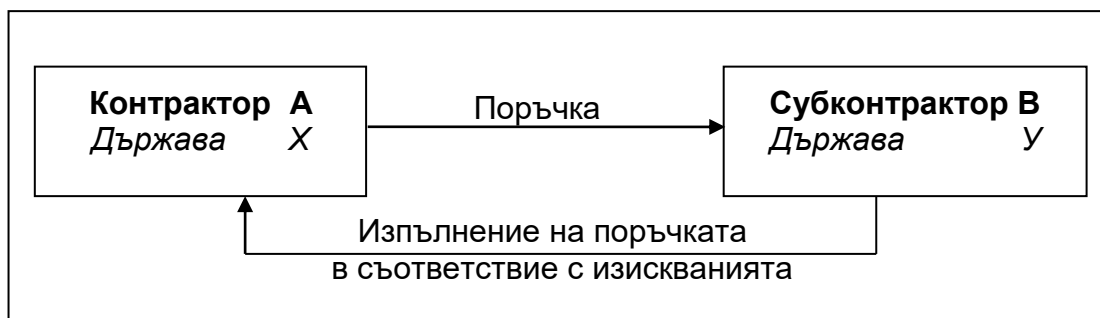 Контрактор А
Държава Х
Поръчка
Субконтрактор В
Държава У
Изпълнение на поръчката
в съответствие с изискванията